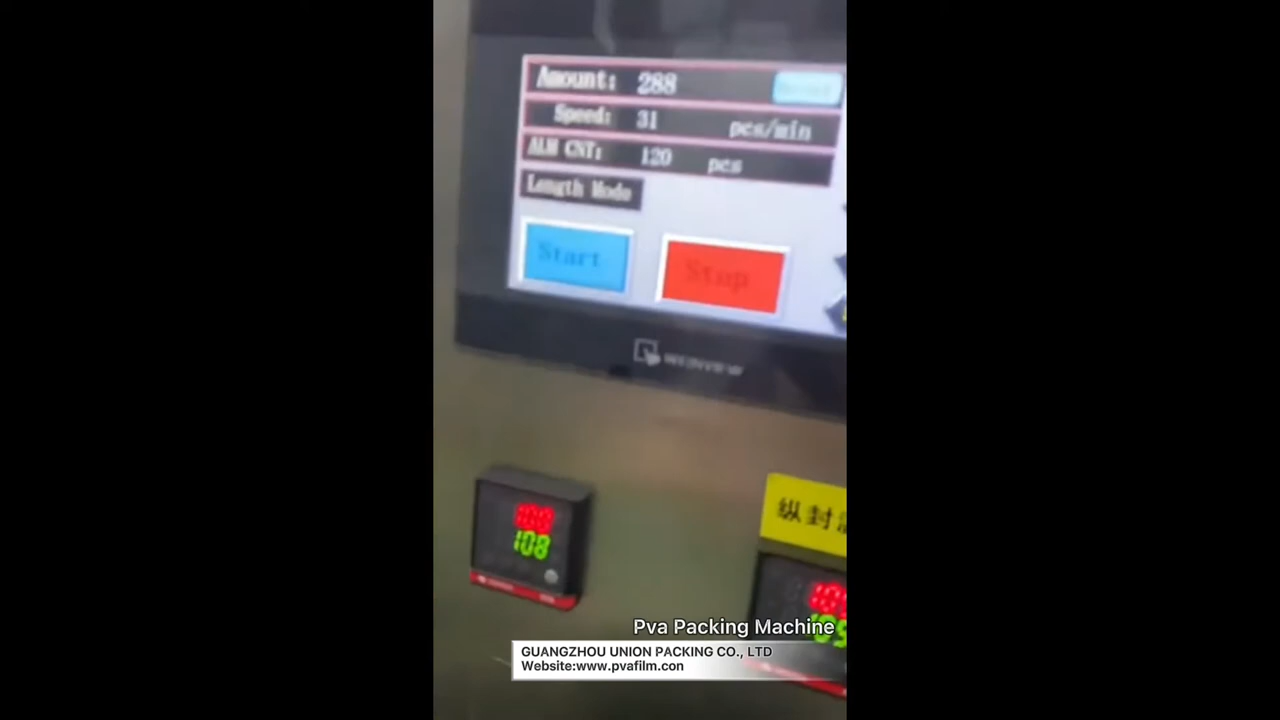 Amount: 288
Speed: 31 pcs/min
ALM CNT: 120 pcs
Length Mode
Start Stop
108
纵封
Pva Packing Machine
GUANGZHOU UNION PACKING CO., LTD
Website:www.pvafilm.con